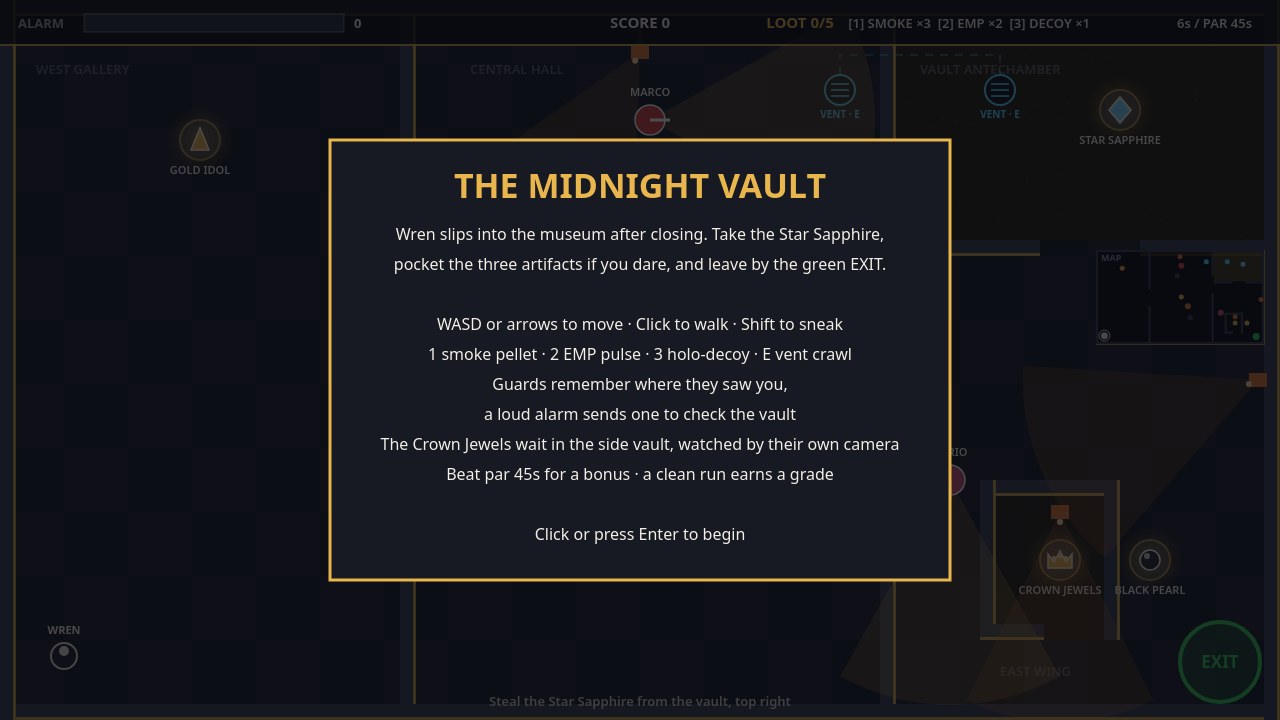 ALARM 0 SCORE 0 LOOT 0/5 [1] SMOKE ×3 [2] EMP ×2 [3] DECOY ×1 6s / PAR 45s
WEST GALLERY CENTRAL HALL VAULT ANTECHAMBER
MARCO
VENT · E VENT · E
STAR SAPPHIRE
GOLD IDOL
THE MIDNIGHT VAULT
Wren slips into the museum after closing. Take the Star Sapphire,
pocket the three artifacts if you dare, and leave by the green EXIT.
MAP
WASD or arrows to move · Click to walk · Shift to sneak
1 smoke pellet · 2 EMP pulse · 3 holo-decoy · E vent crawl
Guards remember where they saw you,
a loud alarm sends one to check the vault
The Crown Jewels wait in the side vault, watched by their own camera
Beat par 45s for a bonus · a clean run earns a grade
Click or press Enter to begin
CROWN JEWELS BLACK PEARL
WREN
EXIT
EAST WING
Steal the Star Sapphire from the vault, top right